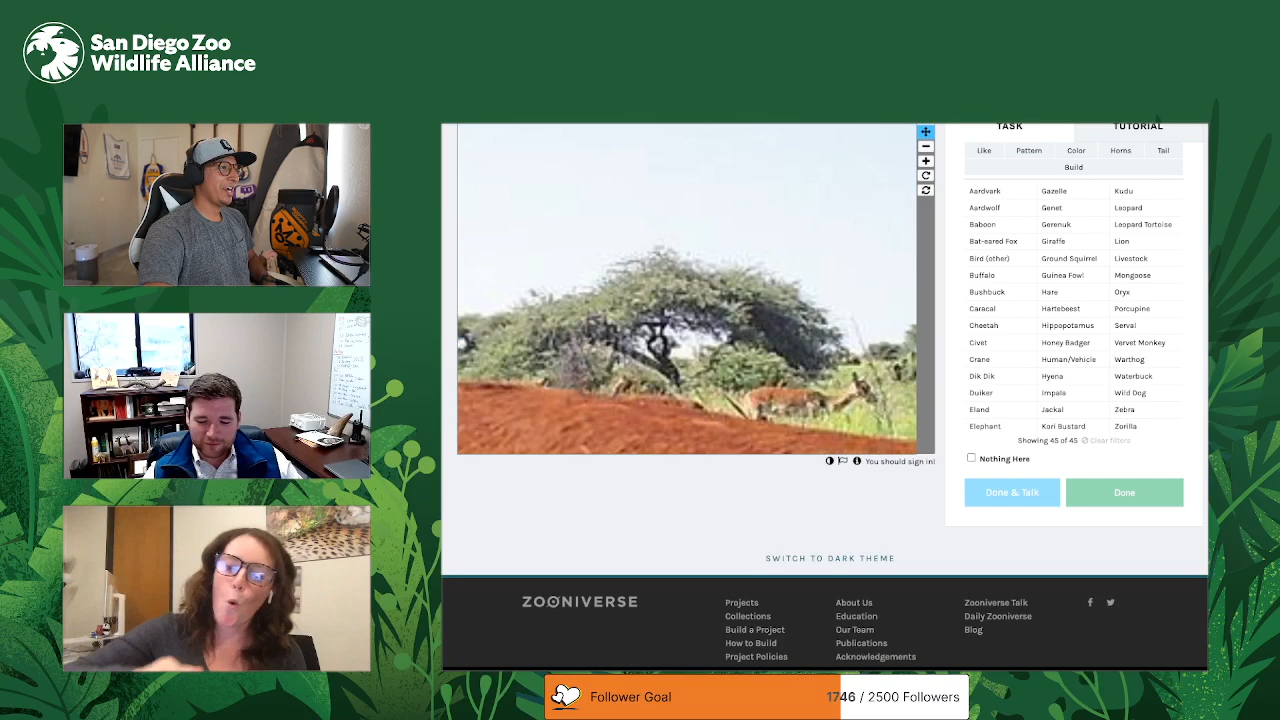 San Diego Zoo
Wildlife Alliance
TASK
TUTORIAL
Like
Pattern
Color
Horns
Tail
Build
Aardvark
Gazelle
Kudu
Aardwolf
Genet
Leopard
Baboon
Gerenuk
Leopard Tortoise
Bat-eared Fox
Giraffe
Lion
Bird (other)
Ground Squirrel
Livestock
Buffalo
Guinea Fowl
Mongoose
Bushbuck
Hare
Oryx
Caracal
Hartebeest
Porcupine
Cheetah
Hippopotamus
Serval
Civet
Honey Badger
Vervet Monkey
Crane
Human/Vehicle
Warthog
Dik Dik
Hyena
Waterbuck
Duiker
Impala
Wild Dog
Eland
Jackal
Zebra
Elephant
Kori Bustard
Zorilla
Showing 45 of 45
Clear filters
Nothing Here
You should sign in!
Done & Talk
Done
SWITCH TO DARK THEME
ZOONIVERSE
Projects
Collections
Build a Project
How to Build
Project Policies
About Us
Education
Our Team
Publications
Acknowledgements
Zooniverse Talk
Daily Zooniverse
Blog
Follower Goal
1746 / 2500 Followers